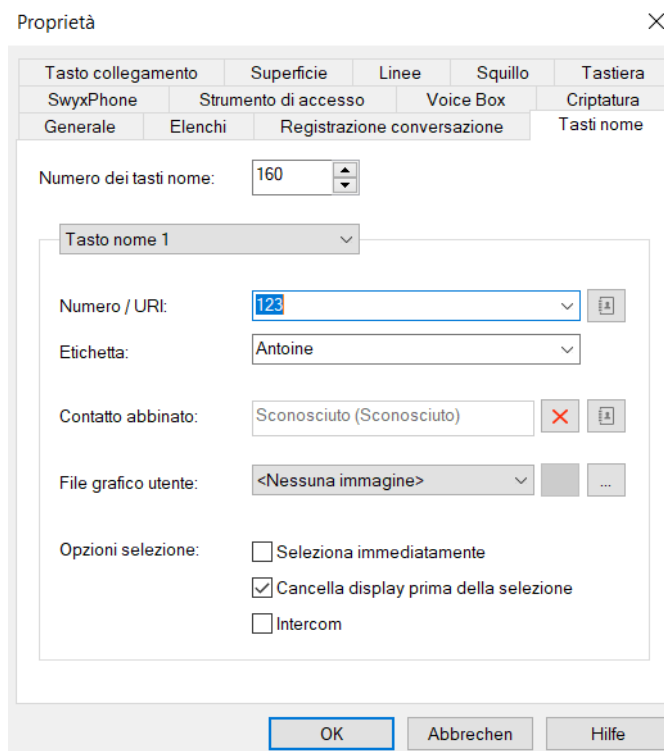 Proprietà
Tasto collegamento Superficie Linee Squillo Tastiera
SwyxPhone Strumento di accesso Voice Box Criptatura
Generale Elenchi Registrazione conversazione Tasti nome
Numero dei tasti nome: 160
Tasto nome 1
Numero / URI: 123
Etichetta: Antoine
Contatto abbinato: Sconosciuto (Sconosciuto)
File grafico utente: <Nessuna immagine> ...
Opzioni selezione: Seleziona immediatamente
Cancella display prima della selezione
Intercom
OK Abbrechen Hilfe